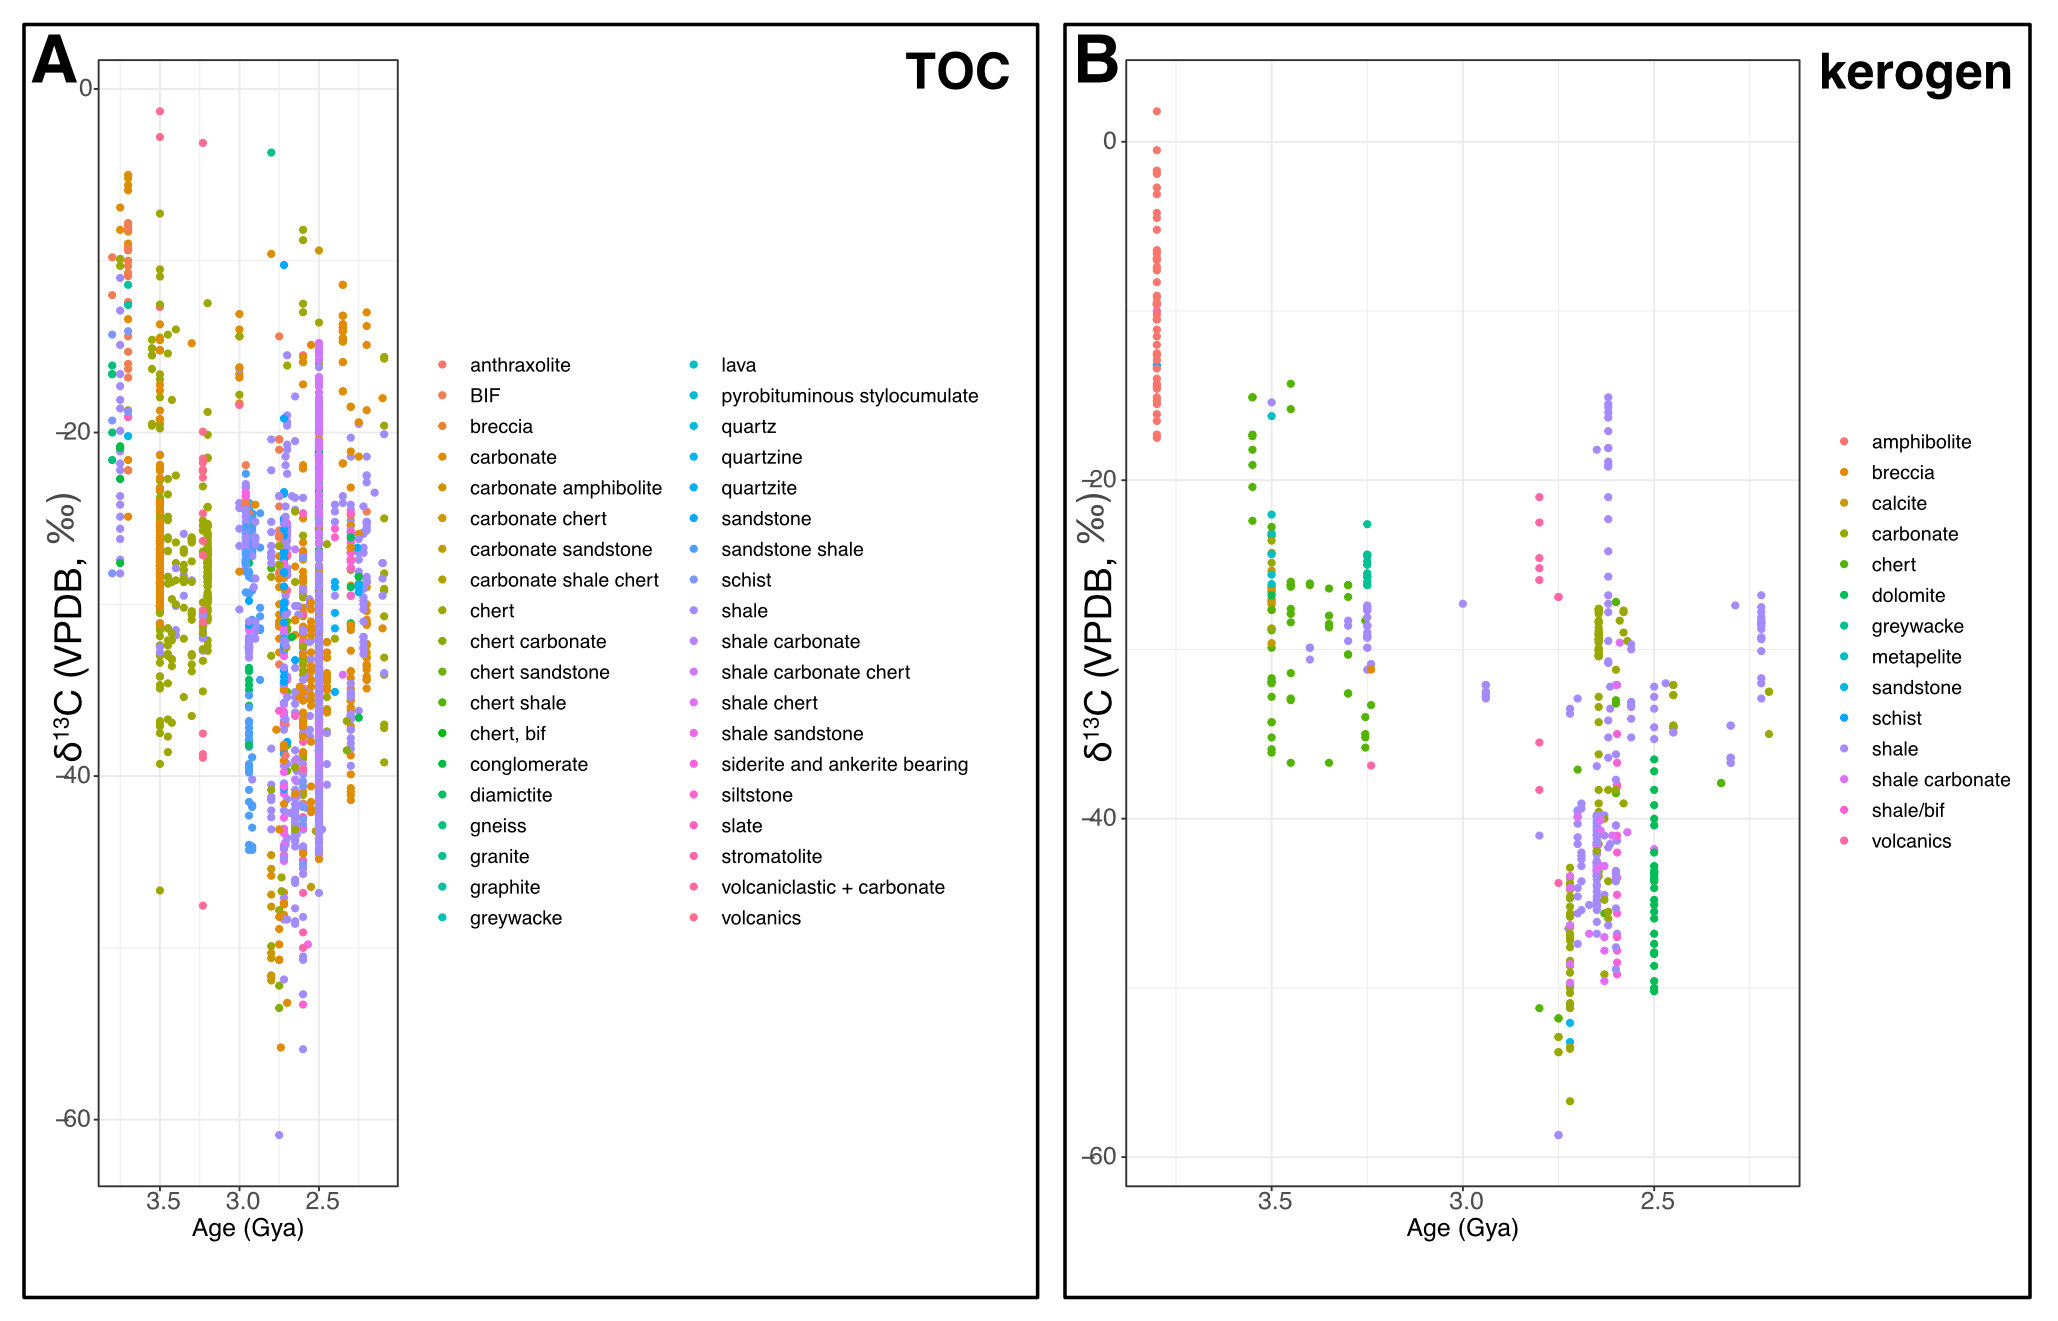 A
TOC
0
−20
−40
−60
δ¹³C (VPDB, ‰)
3.5 3.0 2.5
Age (Gya)
anthraxolite
BIF
breccia
carbonate
carbonate amphibolite
carbonate chert
carbonate sandstone
carbonate shale chert
chert
chert carbonate
chert sandstone
chert shale
chert, bif
conglomerate
diamictite
gneiss
granite
graphite
greywacke
lava
pyrobituminous stylocumulate
quartz
quartzine
quartzite
sandstone
sandstone shale
schist
shale
shale carbonate
shale carbonate chert
shale chert
shale sandstone
siderite and ankerite bearing
siltstone
slate
stromatolite
volcaniclastic + carbonate
volcanics
B
kerogen
0
−20
−40
−60
δ¹³C (VPDB, ‰)
3.5 3.0 2.5
Age (Gya)
amphibolite
breccia
calcite
carbonate
chert
dolomite
greywacke
metapelite
sandstone
schist
shale
shale carbonate
shale/bif
volcanics